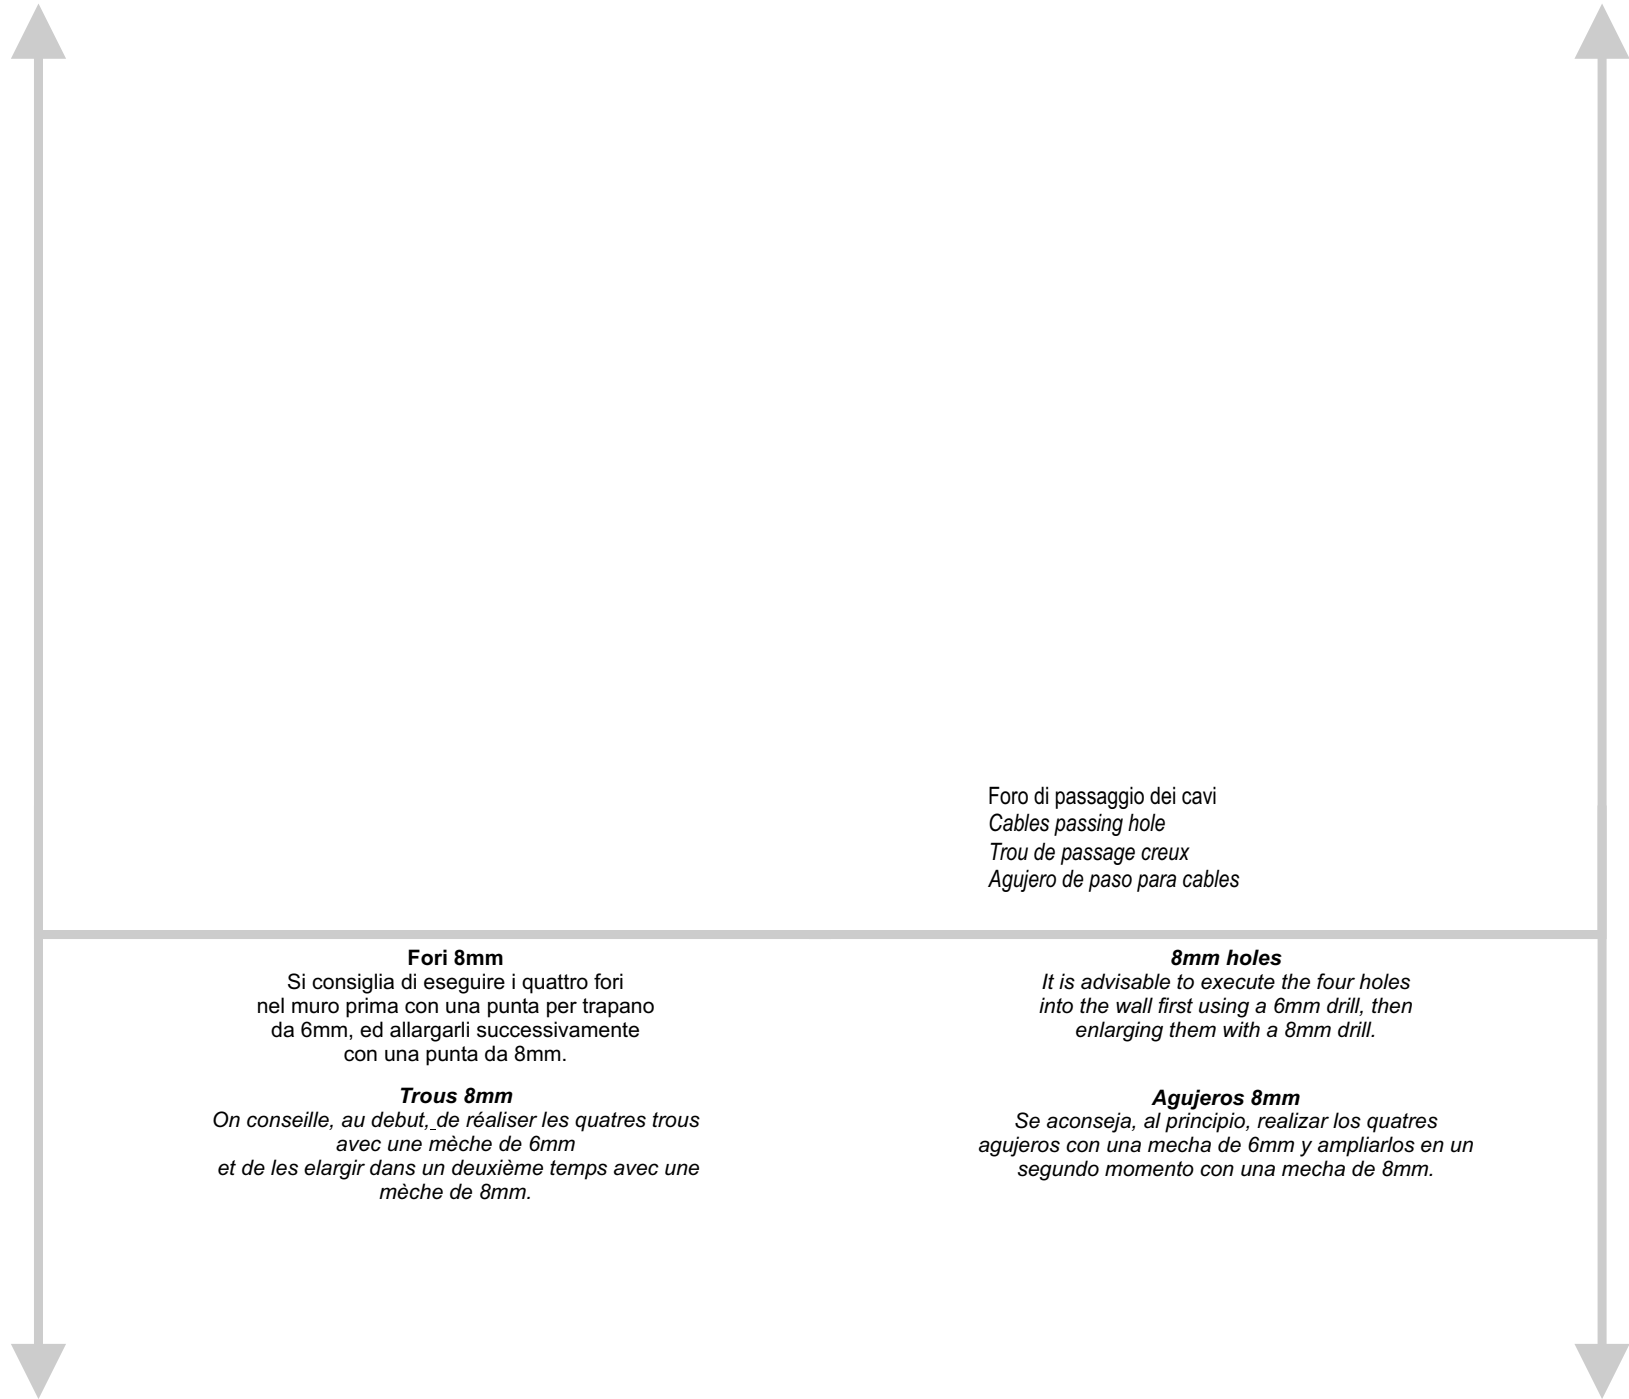 Foro di passaggio dei cavi
Cables passing hole
Trou de passage creux
Agujero de paso para cables
Fori 8mm
Si consiglia di eseguire i quattro fori
nel muro prima con una punta per trapano
da 6mm, ed allargarli successivamente
con una punta da 8mm.
8mm holes
It is advisable to execute the four holes
into the wall first using a 6mm drill, then
enlarging them with a 8mm drill.
Trous 8mm
On conseille, au debut, de réaliser les quatres trous
avec une mèche de 6mm
et de les elargir dans un deuxième temps avec une
mèche de 8mm.
Agujeros 8mm
Se aconseja, al principio, realizar los quatres
agujeros con una mecha de 6mm y ampliarlos en un
segundo momento con una mecha de 8mm.